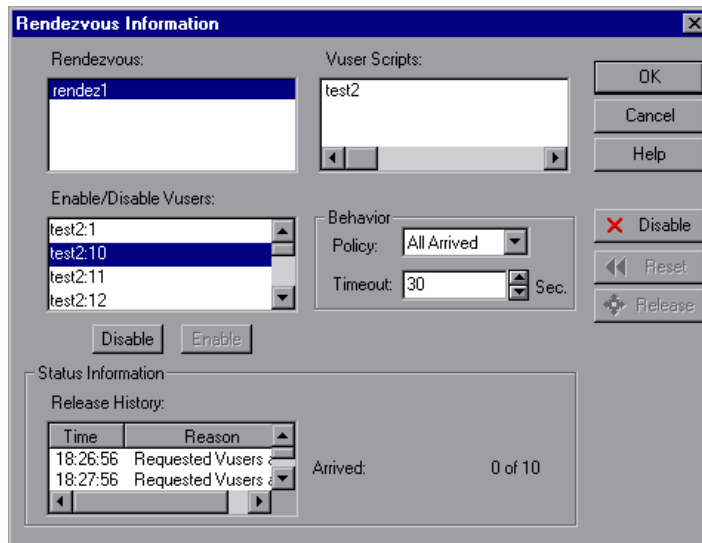 Rendezvous Information
Rendezvous:
rendez1
Vuser Scripts:
test2
OK
Cancel
Help
Enable/Disable Vusers:
test2:1
test2:10
test2:11
test2:12
Disable
Enable
Behavior
Policy: All Arrived
Timeout: 30 Sec.
Disable
Reset
Release
Status Information
Release History:
Time Reason
18:26:56 Requested Vusers
18:27:56 Requested Vusers
Arrived: 0 of 10